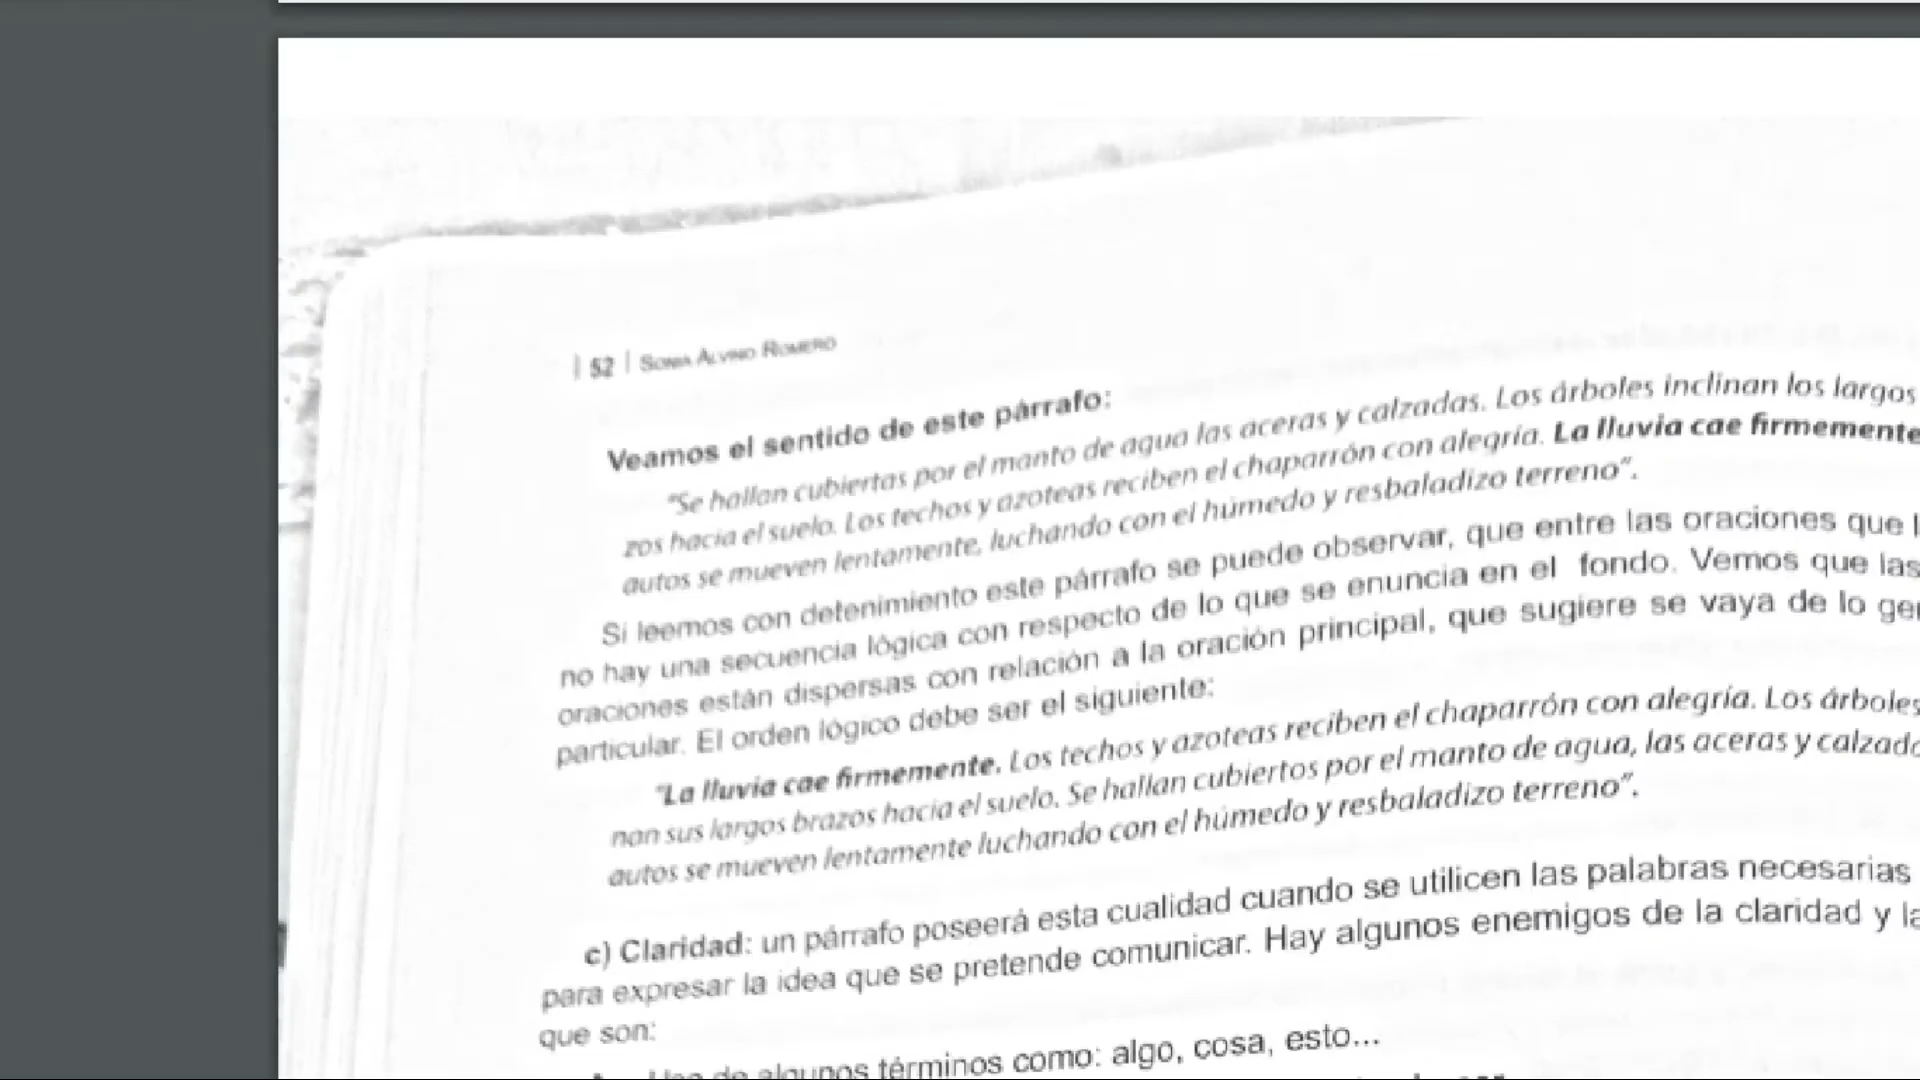 | 52 | Sonia Alvino Romero
Veamos el sentido de este párrafo:
"Se hallan cubiertas por el manto de agua las aceras y calzadas. Los árboles inclinan los largos
zos hacia el suelo. Los techos y azoteas reciben el chaparrón con alegría. La lluvia cae firmemente
autos se mueven lentamente, luchando con el húmedo y resbaladizo terreno".
Si leemos con detenimiento este párrafo se puede observar, que entre las oraciones que
no hay una secuencia lógica con respecto de lo que se enuncia en el fondo. Vemos que las
oraciones están dispersas con relación a la oración principal, que sugiere se vaya de lo
particular. El orden lógico debe ser el siguiente:
"La lluvia cae firmemente. Los techos y azoteas reciben el chaparrón con alegría. Los árboles
nan sus largos brazos hacia el suelo. Se hallan cubiertos por el manto de agua, las aceras y
autos se mueven lentamente luchando con el húmedo y resbaladizo terreno".
c) Claridad: un párrafo poseerá esta cualidad cuando se utilicen las palabras necesarias
para expresar la idea que se pretende comunicar. Hay algunos enemigos de la claridad y
que son:
Uso de algunos términos como: algo, cosa, esto...